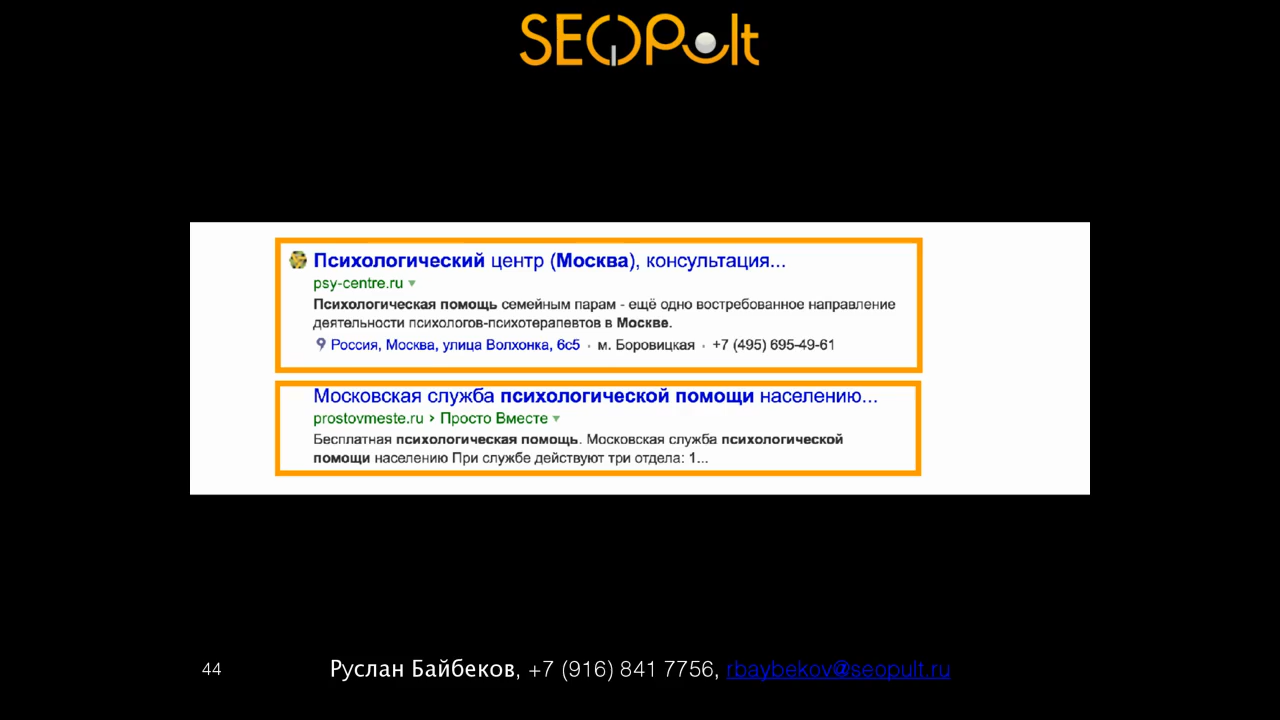 SEOPult
Психологический центр (Москва), консультация...
psy-centre.ru
Психологическая помощь семейным парам - ещё одно востребованное направление
деятельности психологов-психотерапевтов в Москве.
Россия, Москва, улица Волхонка, 6с5 · м. Боровицкая · +7 (495) 695-49-61
Московская служба психологической помощи населению...
prostovmeste.ru › Просто Вместе
Бесплатная психологическая помощь. Московская служба психологической
помощи населению При службе действуют три отдела: 1...
44 Руслан Байбеков, +7 (916) 841 7756, rbaybekov@seopult.ru